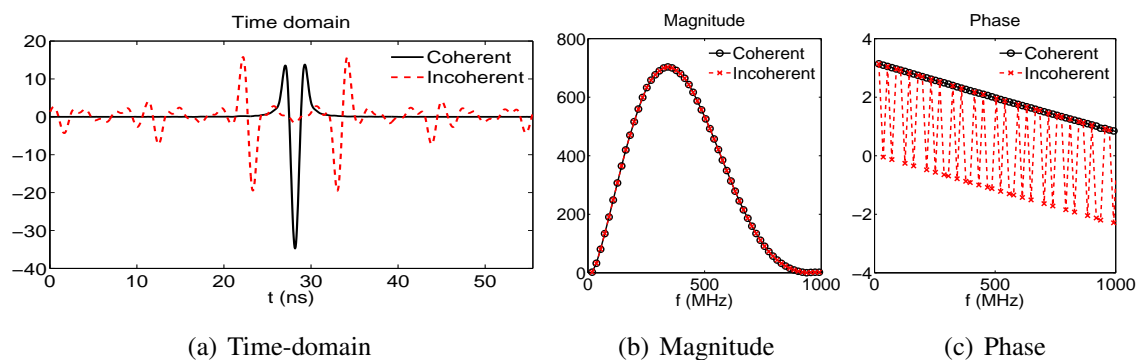 Time domain
20
10
0
−10
−20
−30
−40
0 10 20 30 40 50
t (ns)
Coherent
Incoherent
(a) Time-domain
Magnitude
800
600
400
200
0
0 500 1000
f (MHz)
Coherent
Incoherent
(b) Magnitude
Phase
4
2
0
−2
−4
0 500 1000
f (MHz)
Coherent
Incoherent
(c) Phase